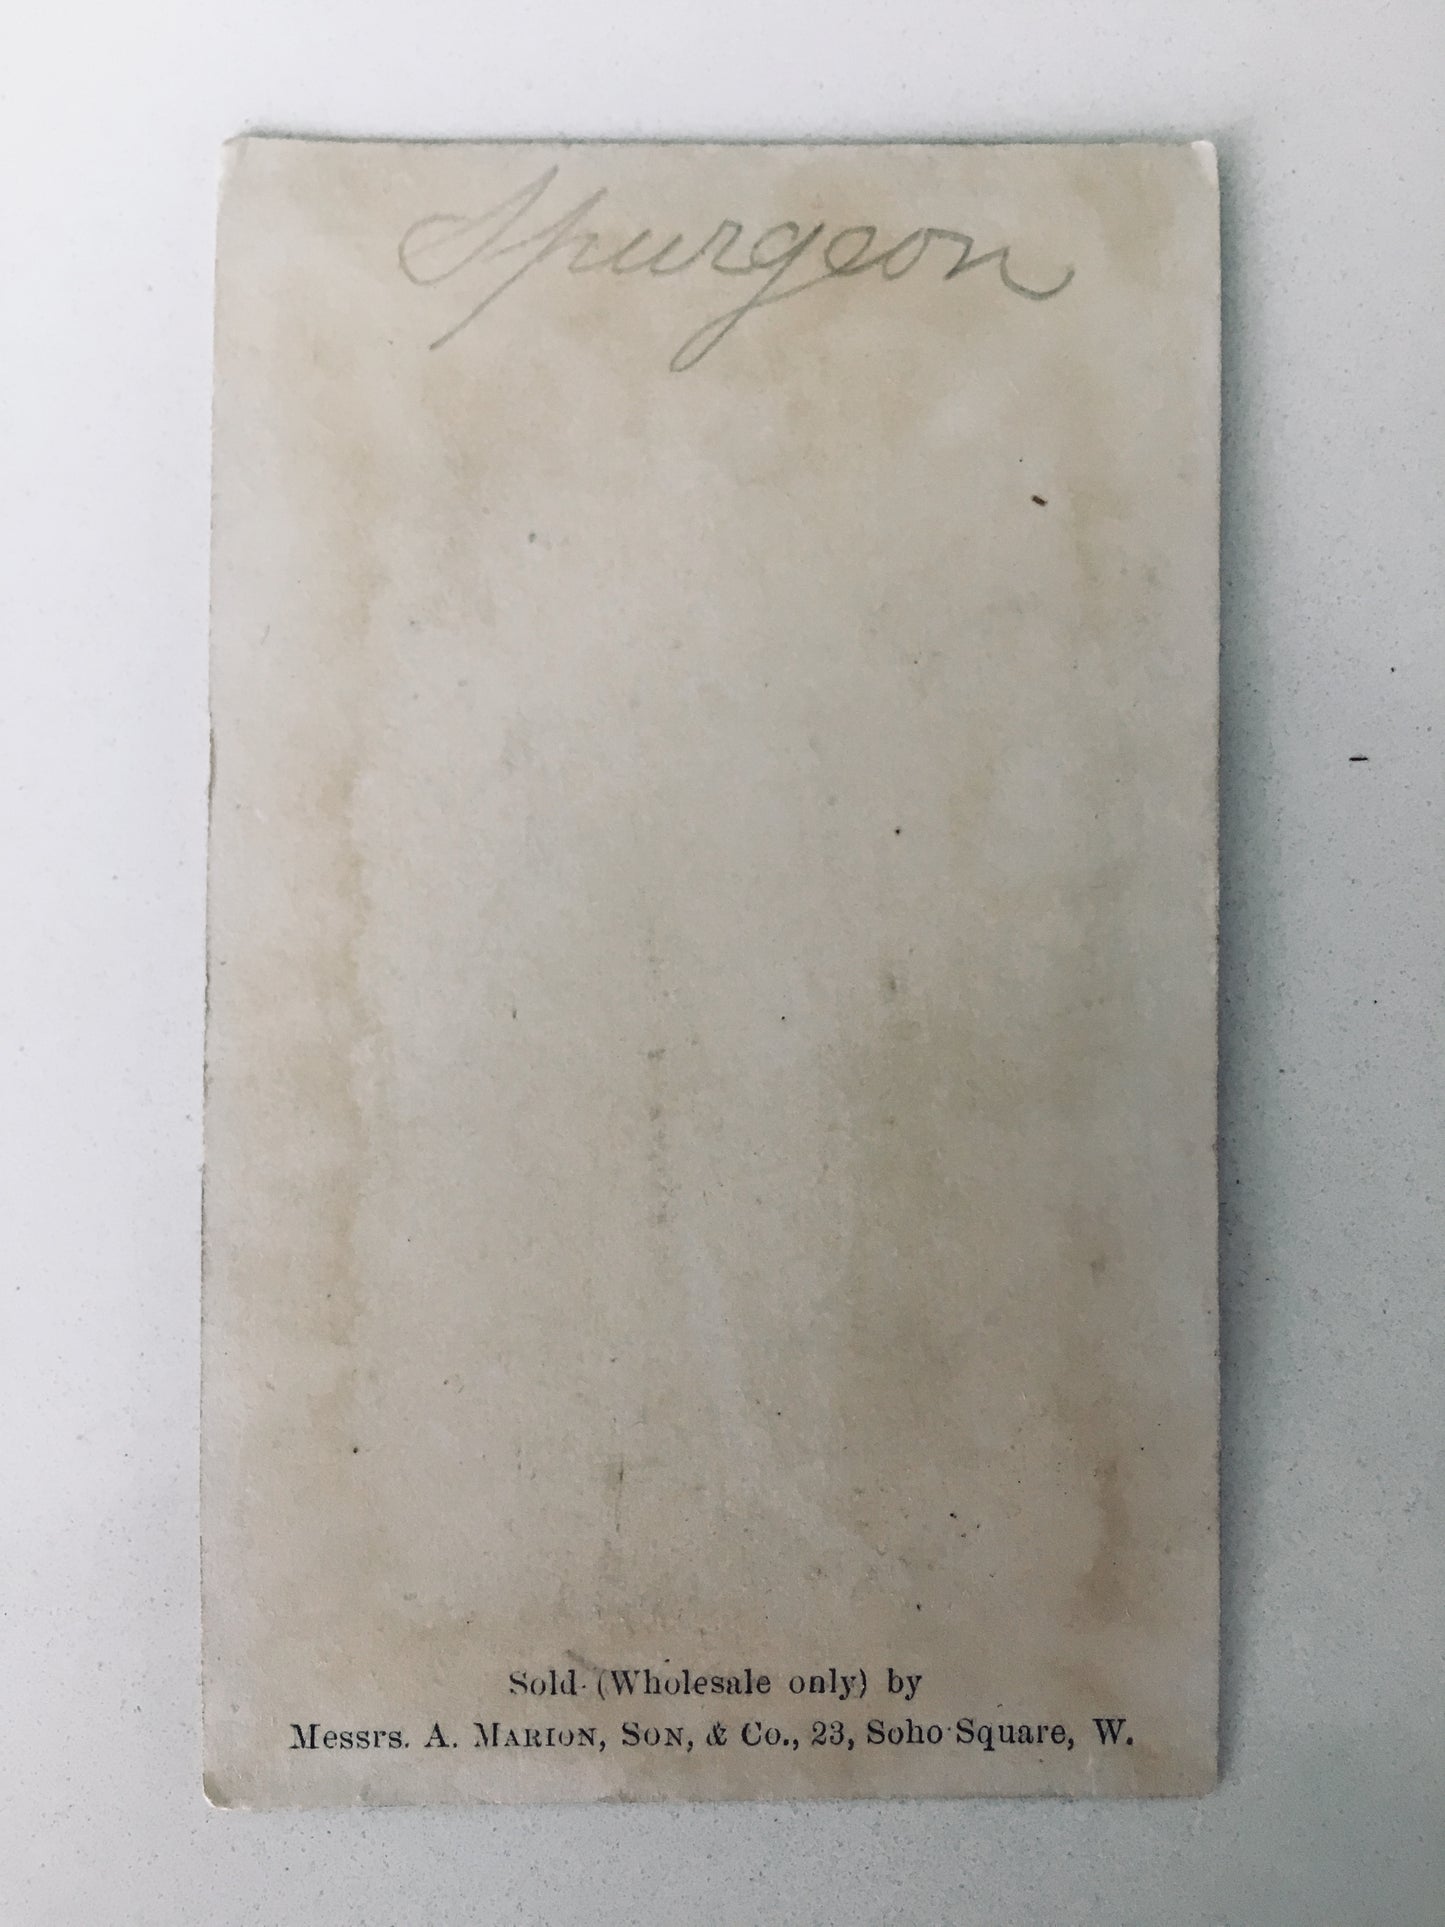 Spurgeon
Sold (Wholesale only) by
Messrs. A. MARION, SON, & Co., 23, Soho Square, W.